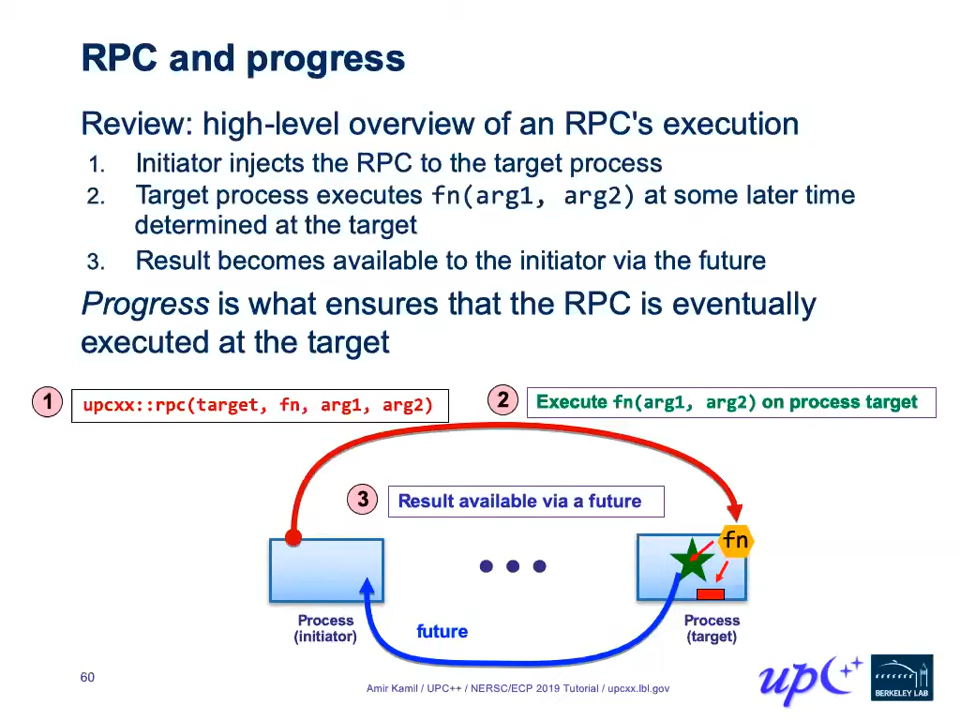 RPC and progress
Review: high-level overview of an RPC's execution
1. Initiator injects the RPC to the target process
2. Target process executes fn(arg1, arg2) at some later time
determined at the target
3. Result becomes available to the initiator via the future
Progress is what ensures that the RPC is eventually
executed at the target
1 upcxx::rpc(target, fn, arg1, arg2)
2 Execute fn(arg1, arg2) on process target
3 Result available via a future
fn
Process
(initiator)
future
Process
(target)
60
Amir Kamil / UPC++ / NERSC/ECP 2019 Tutorial / upcxx.lbl.gov
upC++
BERKELEY LAB